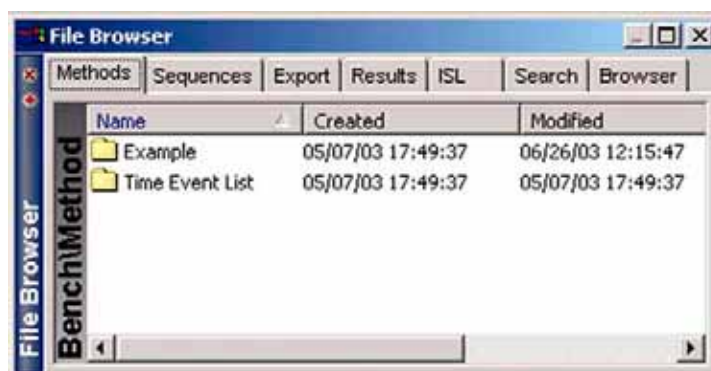 File Browser
Methods Sequences Export Results ISL Search Browser
Name Created Modified
Example 05/07/03 17:49:37 06/26/03 12:15:47
Time Event List 05/07/03 17:49:37 05/07/03 17:49:37
File Browser
Bench\Method